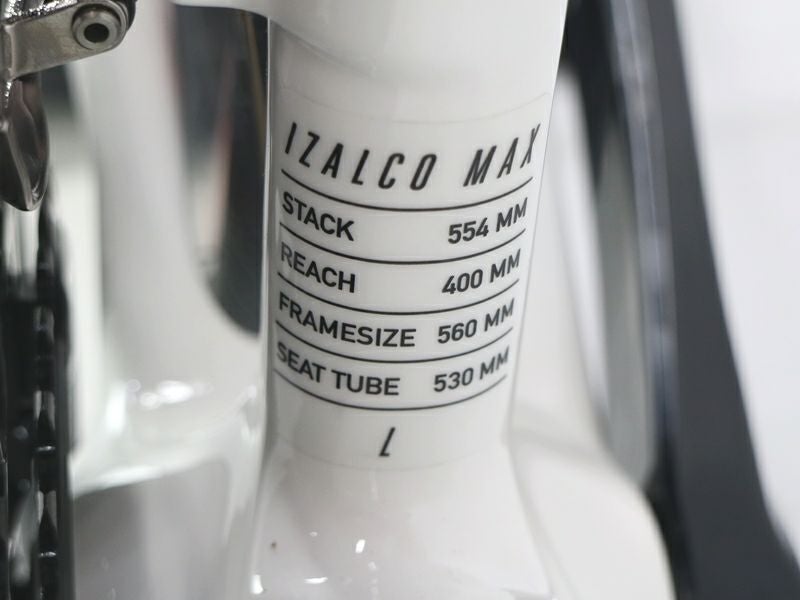 IZALCO MAX
STACK 554 MM
REACH 400 MM
FRAMESIZE 560 MM
SEAT TUBE 530 MM
L